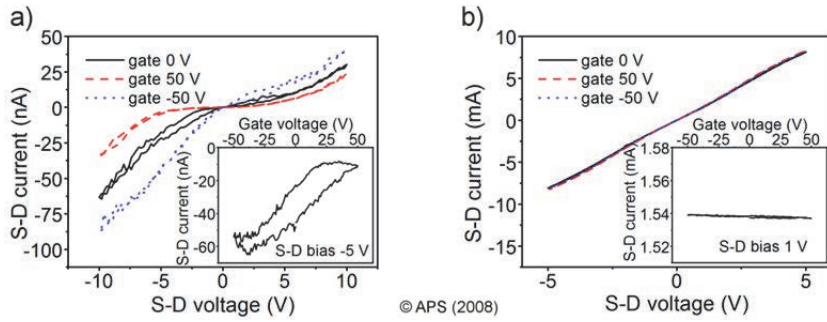 a)
50
25
0
-25
-50
-75
-100
S-D current (nA)
gate 0 V
gate 50 V
gate -50 V
Gate voltage (V)
-50 -25 0 25 50
0
-20
-40
-60
S-D current (nA)
S-D bias -5 V
-10 -5 0 5 10
S-D voltage (V)
© APS (2008)
b)
10
5
0
-5
-10
-15
S-D current (mA)
gate 0 V
gate 50 V
gate -50 V
Gate voltage (V)
-50 -25 0 25 50
1.58
1.56
1.54
1.52
S-D current (mA)
S-D bias 1 V
-5 0 5
S-D voltage (V)